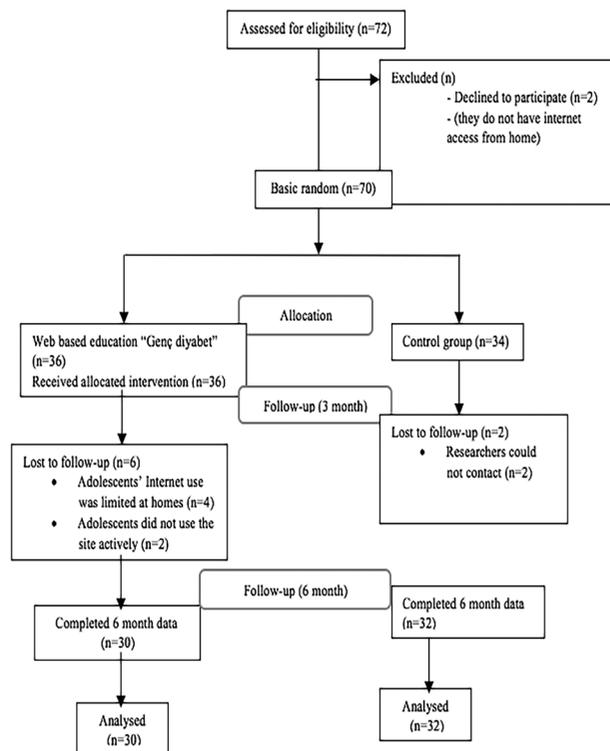 Assessed for eligibility (n=72)
Excluded (n)
- Declined to participate (n=2)
- (they do not have internet
access from home)
Basic random (n=70)
Allocation
Web based education “Genç diyabet”
(n=36)
Received allocated intervention (n=36)
Control group (n=34)
Follow-up (3 month)
Lost to follow-up (n=6)
• Adolescents’ Internet use
was limited at homes (n=4)
• Adolescents did not use the
site actively (n=2)
Lost to follow-up (n=2)
• Researchers could
not contact (n=2)
Follow-up (6 month)
Completed 6 month data
(n=30)
Completed 6 month data
(n=32)
Analysed
(n=30)
Analysed
(n=32)